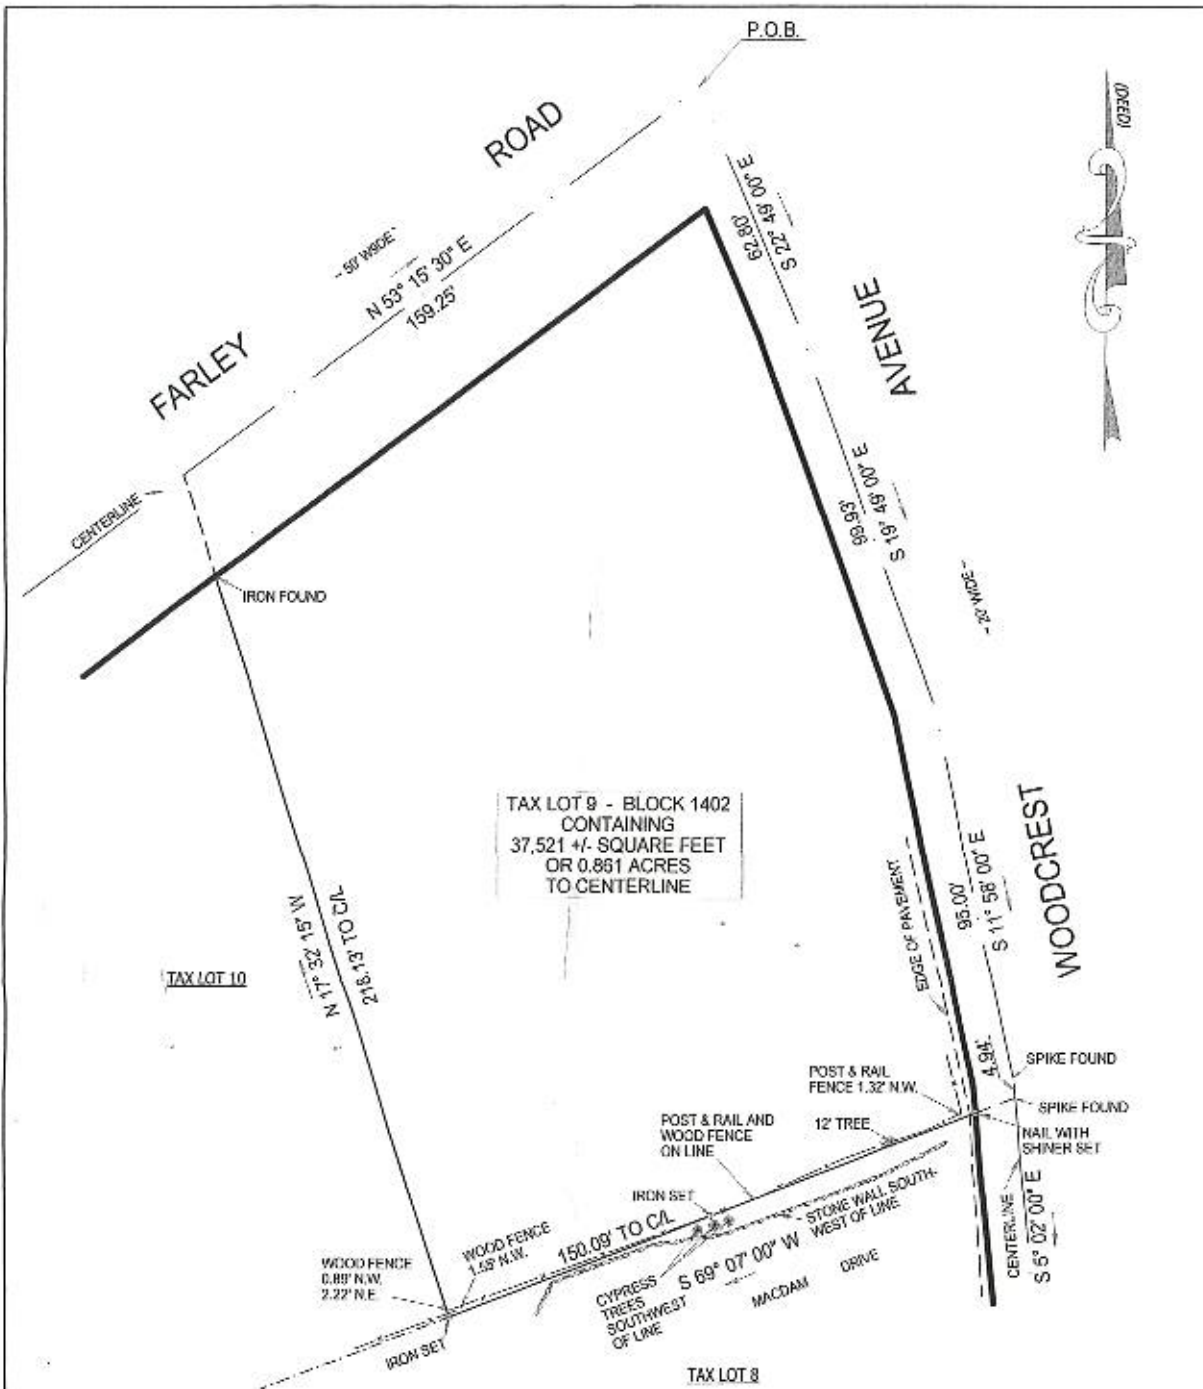 P.O.B.
(DEED)
FARLEY ROAD
~ 50' WIDE ~
N 53° 15' 30" E
159.25'
S 22° 49' 00" E
62.80'
WOODCREST AVENUE
S 19° 49' 00" E
99.93'
~ 20' WIDE ~
CENTERLINE
IRON FOUND
TAX LOT 9 - BLOCK 1402
CONTAINING
37,521 +/- SQUARE FEET
OR 0.861 ACRES
TO CENTERLINE
EDGE OF PAVEMENT
95.00'
S 11° 58' 00" E
N 17° 32' 15" W
218.13' TO C/L
TAX LOT 10
4.94'
SPIKE FOUND
SPIKE FOUND
NAIL WITH
SHINER SET
POST & RAIL
FENCE 1.32' N.W.
12' TREE
POST & RAIL AND
WOOD FENCE
ON LINE
IRON SET
STONE WALL SOUTH-
WEST OF LINE
CENTERLINE
S 6° 02' 00" E
150.09' TO C/L
S 69° 07' 00" W
WOOD FENCE
N.W.
WOOD FENCE
0.89' N.W.
2.22' N.E.
CYPRESS
TREES
SOUTHWEST
OF LINE
MACDAM DRIVE
IRON SET
TAX LOT 8